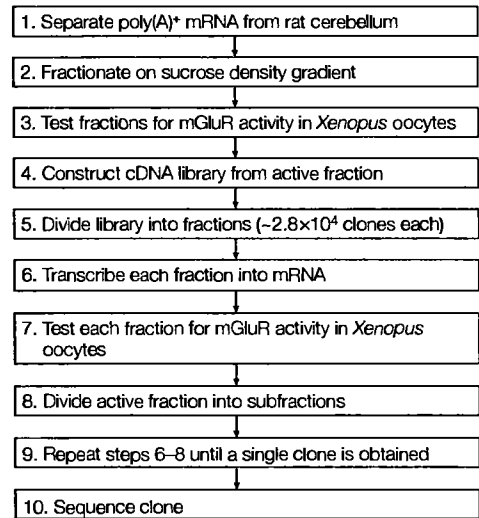 1. Separate poly(A)⁺ mRNA from rat cerebellum
2. Fractionate on sucrose density gradient
3. Test fractions for mGluR activity in Xenopus oocytes
4. Construct cDNA library from active fraction
5. Divide library into fractions (~2.8×10⁴ clones each)
6. Transcribe each fraction into mRNA
7. Test each fraction for mGluR activity in Xenopus
oocytes
8. Divide active fraction into subfractions
9. Repeat steps 6–8 until a single clone is obtained
10. Sequence clone